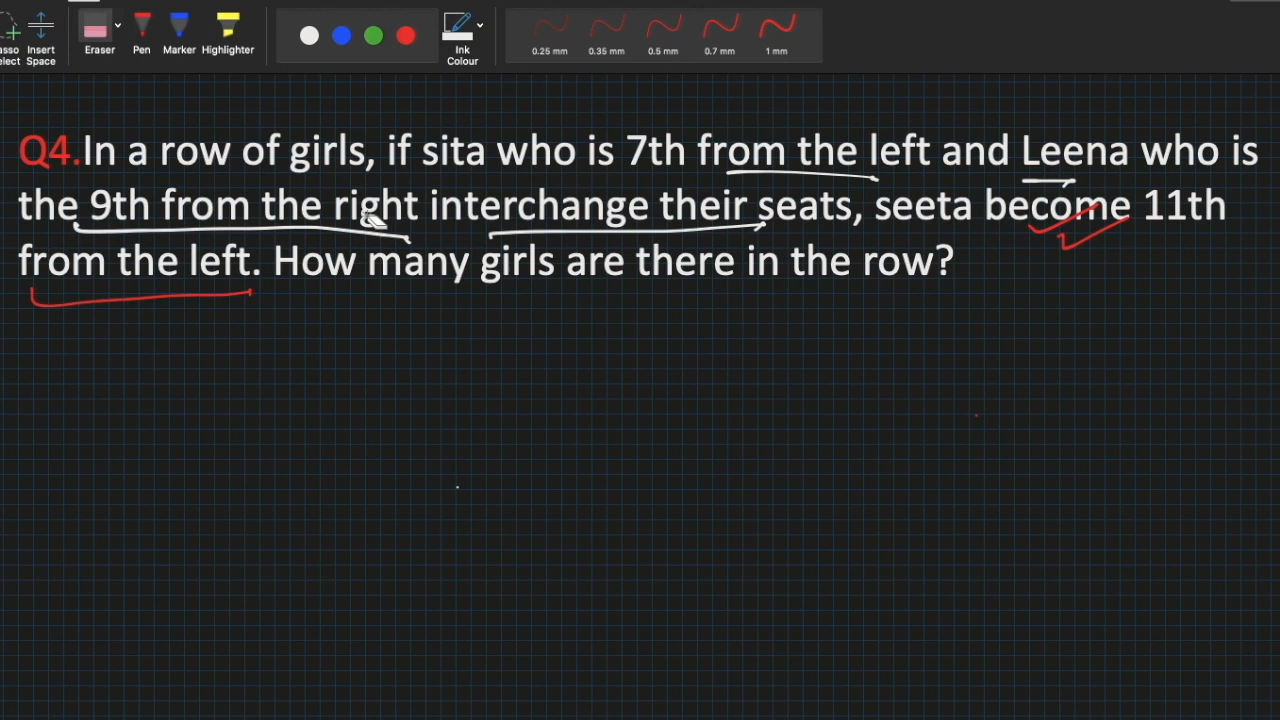 asso Insert Eraser Pen Marker Highlighter Ink 0.25 mm 0.35 mm 0.5 mm 0.7 mm 1 mm
elect Space Colour
Q4.In a row of girls, if sita who is 7th from the left and Leena who is
the 9th from the right interchange their seats, seeta become 11th
from the left. How many girls are there in the row?